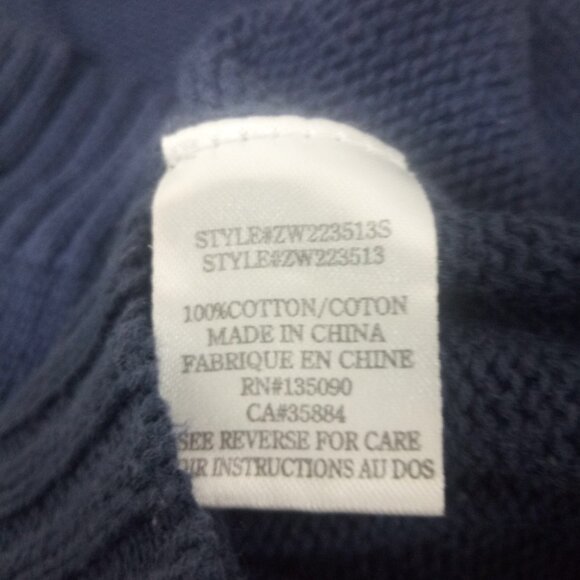 STYLE#ZW223513S
STYLE#ZW223513
100%COTTON/COTON
MADE IN CHINA
FABRIQUE EN CHINE
RN#135090
CA#35884
SEE REVERSE FOR CARE
INSTRUCTIONS AU DOS